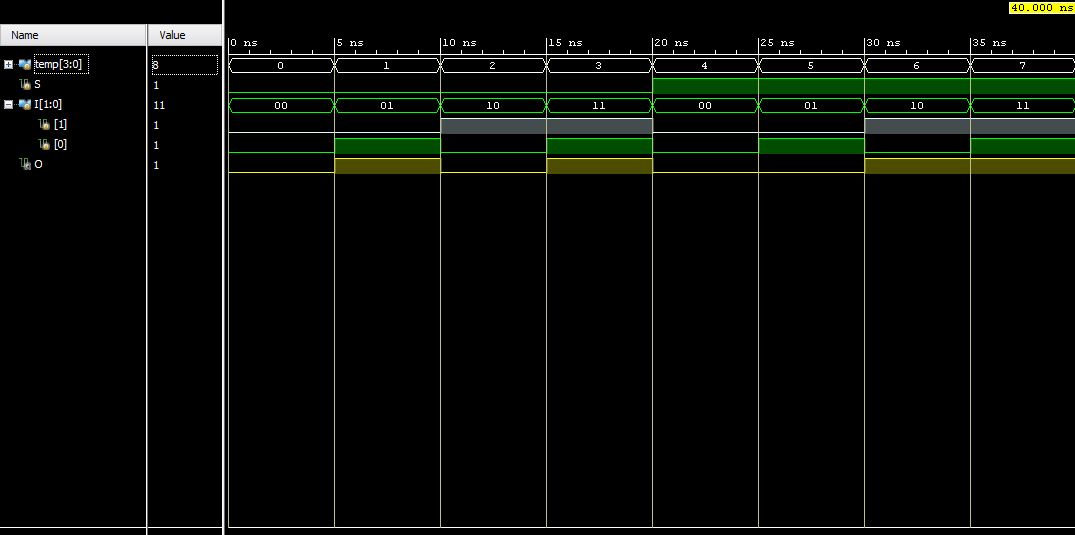 40.000 ns
Name Value
0 ns 5 ns 10 ns 15 ns 20 ns 25 ns 30 ns 35 ns
temp[3:0] 8 0 1 2 3 4 5 6 7
S 1
I[1:0] 11 00 01 10 11 00 01 10 11
[1] 1
[0] 1
O 1